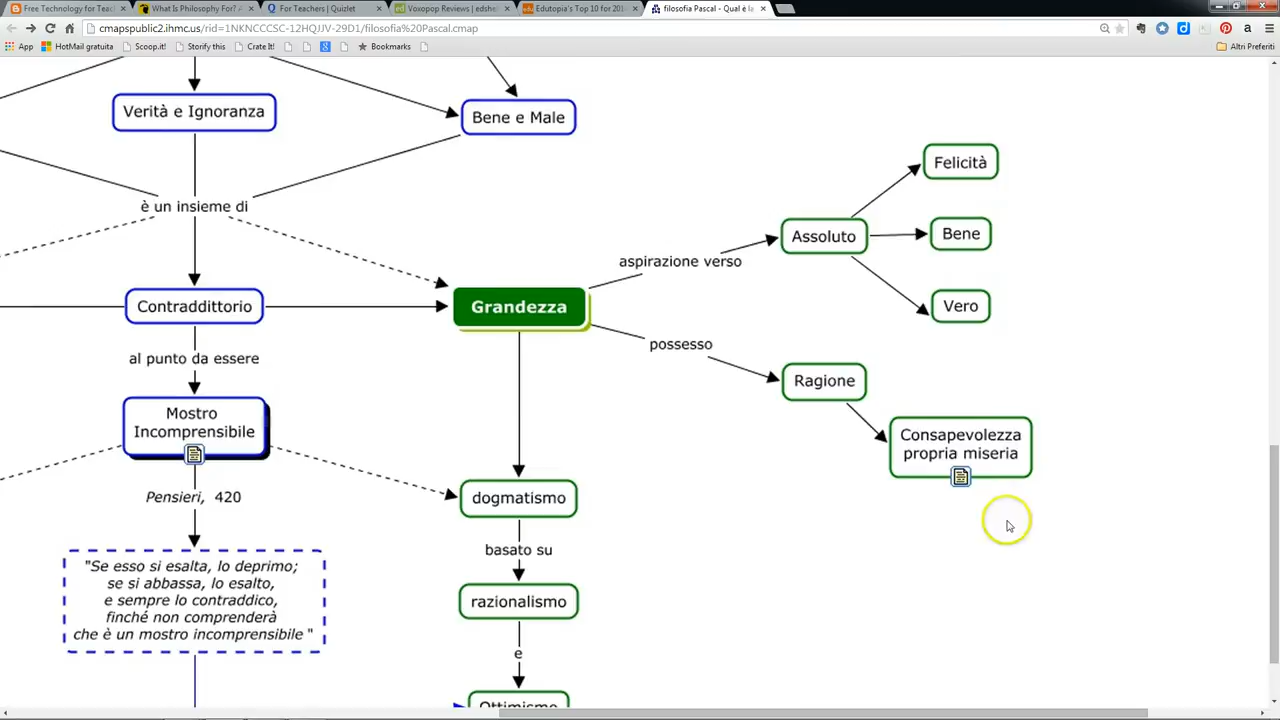 Free Technology for Teac
What Is Philosophy For?
For Teachers | Quizlet
Voxopop Reviews | edshel
Edutopia's Top 10 for 201
filosofia Pascal - Qual è la
cmapspublic2.ihmc.us/rid=1NKNCCCSC-12HQJJV-29D1/filosofia%20Pascal.cmap
App
HotMail gratuita
Scoop.it!
Storify this
Crate It!
Bookmarks
Altri Preferiti
Verità e Ignoranza
Bene e Male
Felicità
è un insieme di
Assoluto
Bene
aspirazione verso
Contraddittorio
Grandezza
Vero
possesso
al punto da essere
Ragione
Mostro
Incomprensibile
Consapevolezza
propria miseria
Pensieri, 420
dogmatismo
basato su
"Se esso si esalta, lo deprimo;
se si abbassa, lo esalto,
e sempre lo contraddico,
finché non comprenderà
che è un mostro incomprensibile "
razionalismo
e
Ottimismo